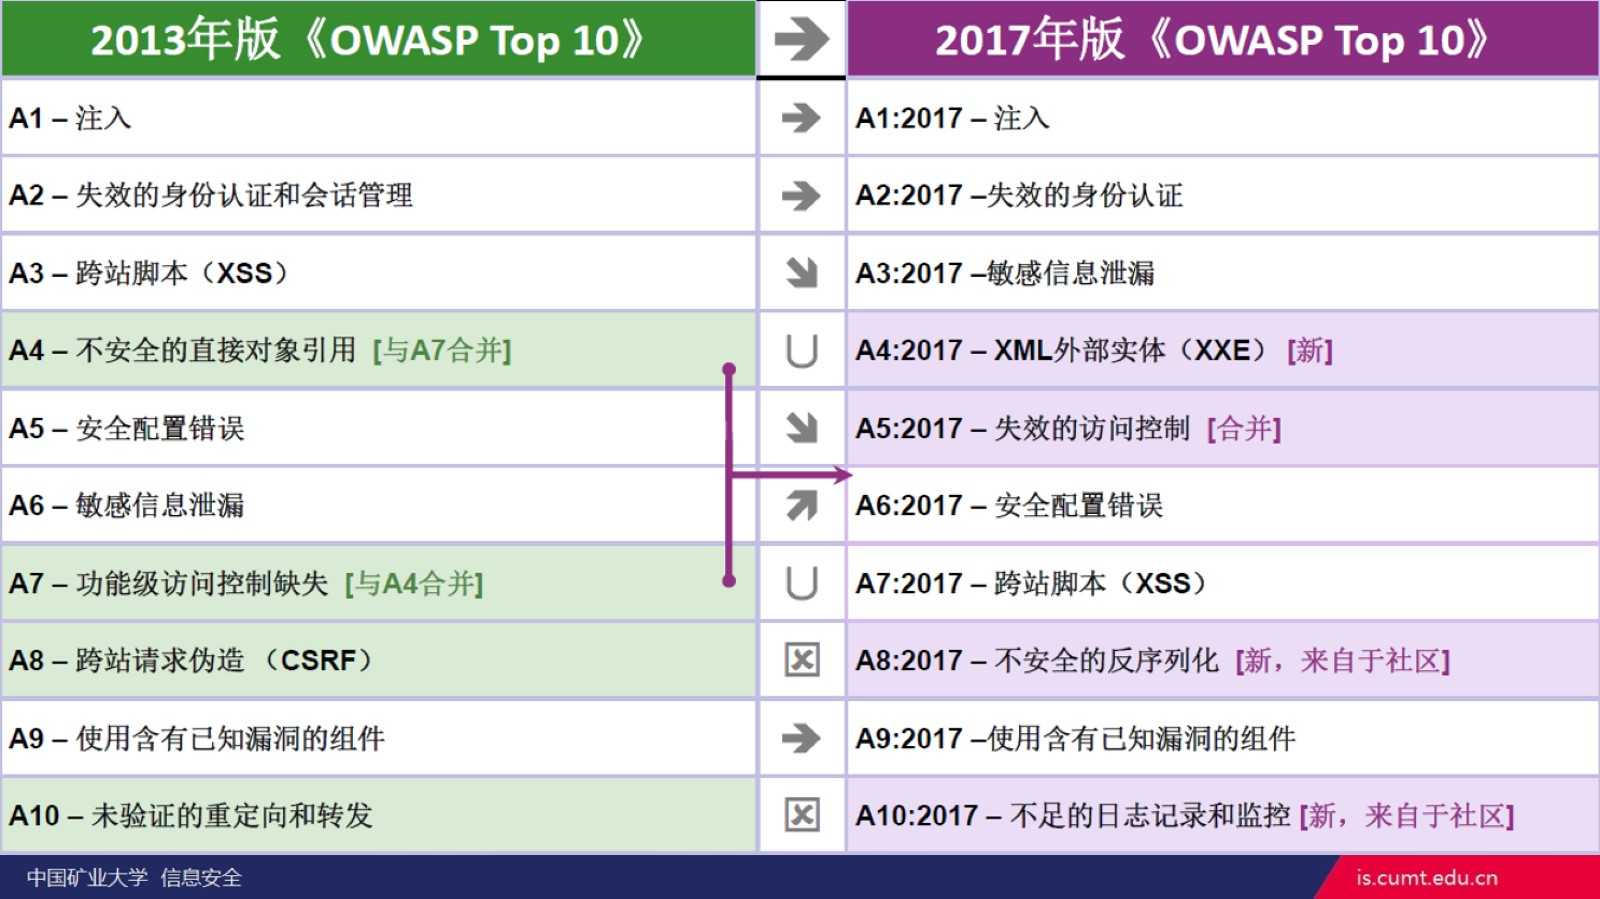 2013年版《OWASP Top 10》
2017年版《OWASP Top 10》
A1 – 注入
A1:2017 – 注入
A2 – 失效的身份认证和会话管理
A2:2017 –失效的身份认证
A3 – 跨站脚本（XSS）
A3:2017 –敏感信息泄漏
A4 – 不安全的直接对象引用 [与A7合并]
A4:2017 – XML外部实体（XXE） [新]
A5 – 安全配置错误
A5:2017 – 失效的访问控制 [合并]
A6 – 敏感信息泄漏
A6:2017 – 安全配置错误
A7 – 功能级访问控制缺失 [与A4合并]
A7:2017 – 跨站脚本（XSS）
A8 – 跨站请求伪造 （CSRF）
A8:2017 – 不安全的反序列化 [新，来自于社区]
A9 – 使用含有已知漏洞的组件
A9:2017 –使用含有已知漏洞的组件
A10 – 未验证的重定向和转发
A10:2017 – 不足的日志记录和监控 [新，来自于社区]
中国矿业大学 信息安全
is.cumt.edu.cn